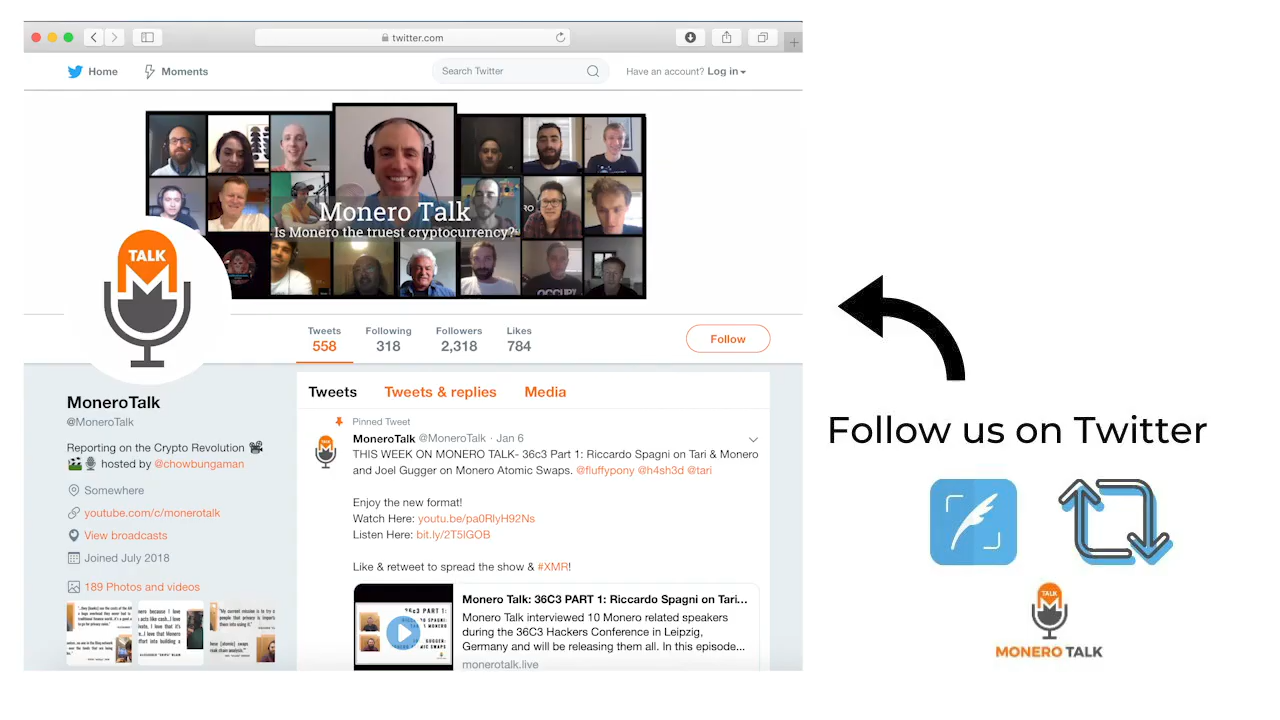 twitter.com
Home
Moments
Search Twitter
Have an account? Log in
Monero Talk
Is Monero the truest cryptocurrency?
OCCUPY
TALK
Tweets
558
Following
318
Followers
2,318
Likes
784
Follow
MoneroTalk
@MoneroTalk
Reporting on the Crypto Revolution
hosted by @chowbungaman
Somewhere
youtube.com/c/monerotalk
View broadcasts
Joined July 2018
189 Photos and videos
Tweets
Tweets & replies
Media
Pinned Tweet
MoneroTalk @MoneroTalk · Jan 6
THIS WEEK ON MONERO TALK- 36c3 Part 1: Riccardo Spagni on Tari & Monero
and Joel Gugger on Monero Atomic Swaps. @fluffypony @h4sh3d @tari
Enjoy the new format!
Watch Here: youtu.be/pa0RlyH92Ns
Listen Here: bit.ly/2T5IGOB
Like & retweet to spread the show & #XMR!
Monero Talk: 36C3 PART 1: Riccardo Spagni on Tari...
Monero Talk interviewed 10 Monero related speakers
during the 36C3 Hackers Conference in Leipzig,
Germany and will be releasing them all. In this episode...
monerotalk.live
Follow us on Twitter
TALK
MONERO TALK